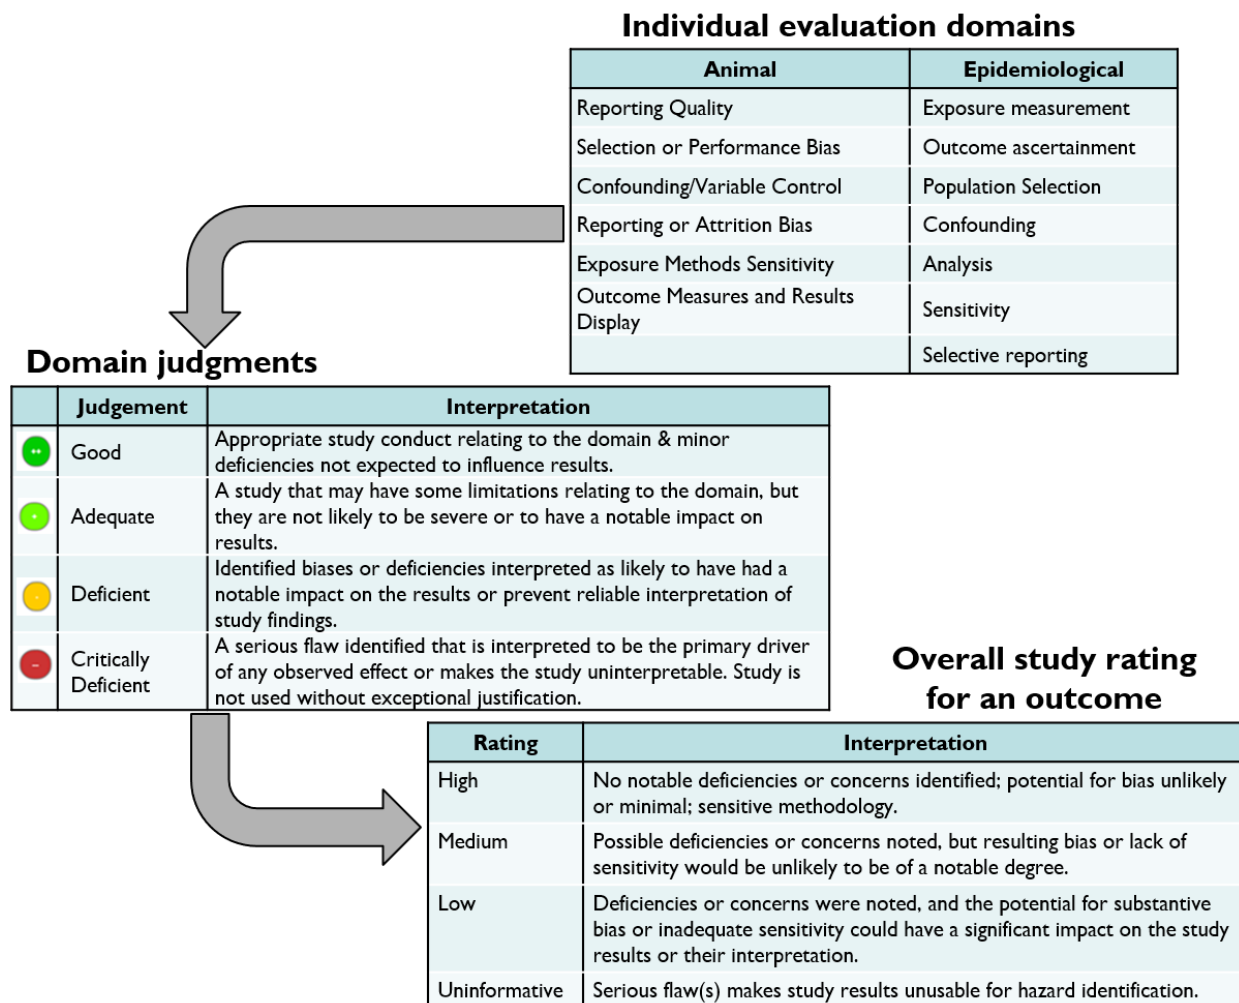 Individual evaluation domains
Animal Epidemiological
Reporting Quality Exposure measurement
Selection or Performance Bias Outcome ascertainment
Confounding/Variable Control Population Selection
Reporting or Attrition Bias Confounding
Exposure Methods Sensitivity Analysis
Outcome Measures and Results
Display
Sensitivity
Selective reporting
Domain judgments
Judgement Interpretation
Good
Appropriate study conduct relating to the domain & minor
deficiencies not expected to influence results.
Adequate
A study that may have some limitations relating to the domain, but
they are not likely to be severe or to have a notable impact on
results.
Deficient
Identified biases or deficiencies interpreted as likely to have had a
notable impact on the results or prevent reliable interpretation of
study findings.
Critically
Deficient
A serious flaw identified that is interpreted to be the primary driver
of any observed effect or makes the study uninterpretable. Study is
not used without exceptional justification.
Overall study rating
for an outcome
Rating Interpretation
High
No notable deficiencies or concerns identified; potential for bias unlikely
or minimal; sensitive methodology.
Medium
Possible deficiencies or concerns noted, but resulting bias or lack of
sensitivity would be unlikely to be of a notable degree.
Low
Deficiencies or concerns were noted, and the potential for substantive
bias or inadequate sensitivity could have a significant impact on the study
results or their interpretation.
Uninformative Serious flaw(s) makes study results unusable for hazard identification.